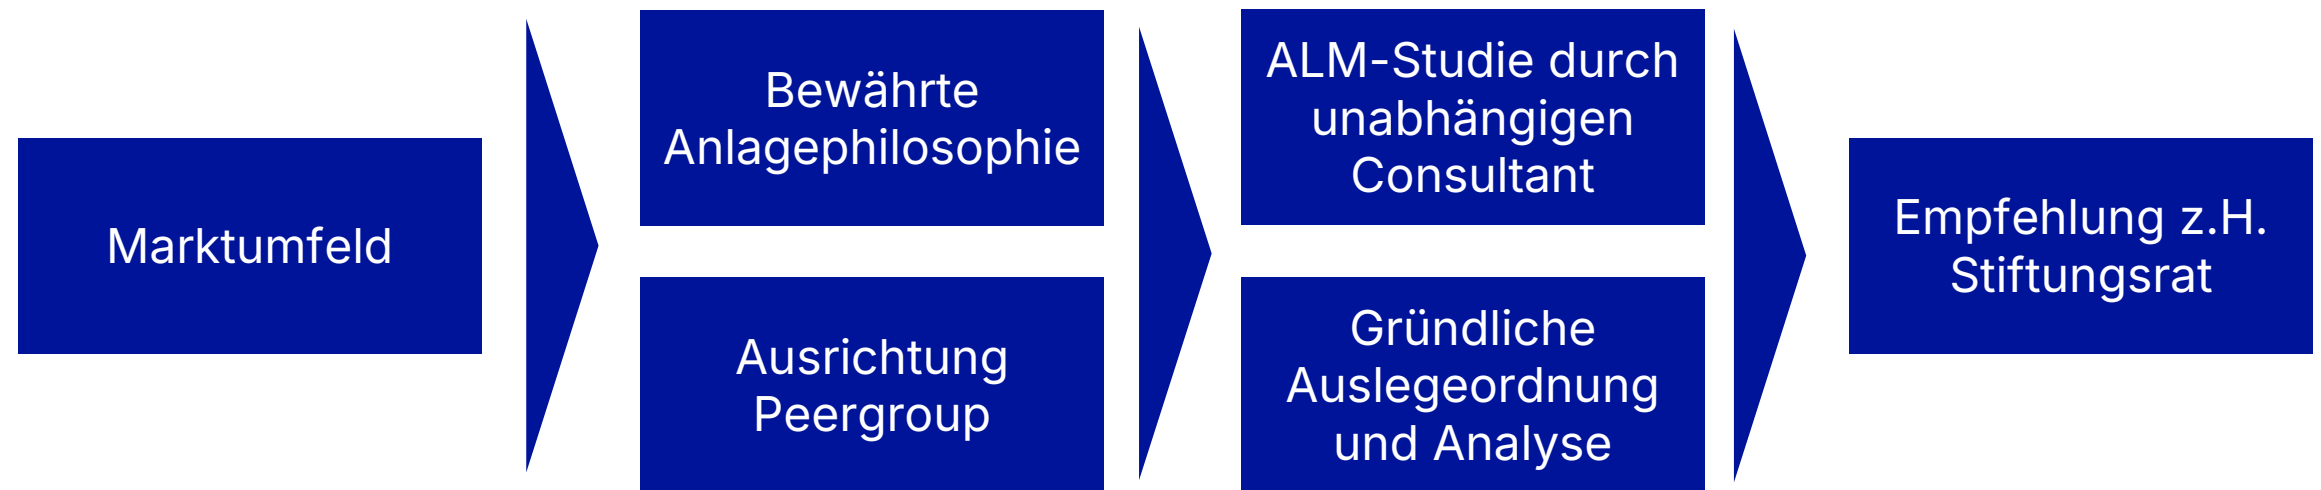 Marktumfeld
Bewährte
Anlagephilosophie
Ausrichtung
Peergroup
ALM-Studie durch
unabhängigen
Consultant
Gründliche
Auslegeordnung
und Analyse
Empfehlung z.H.
Stiftungsrat